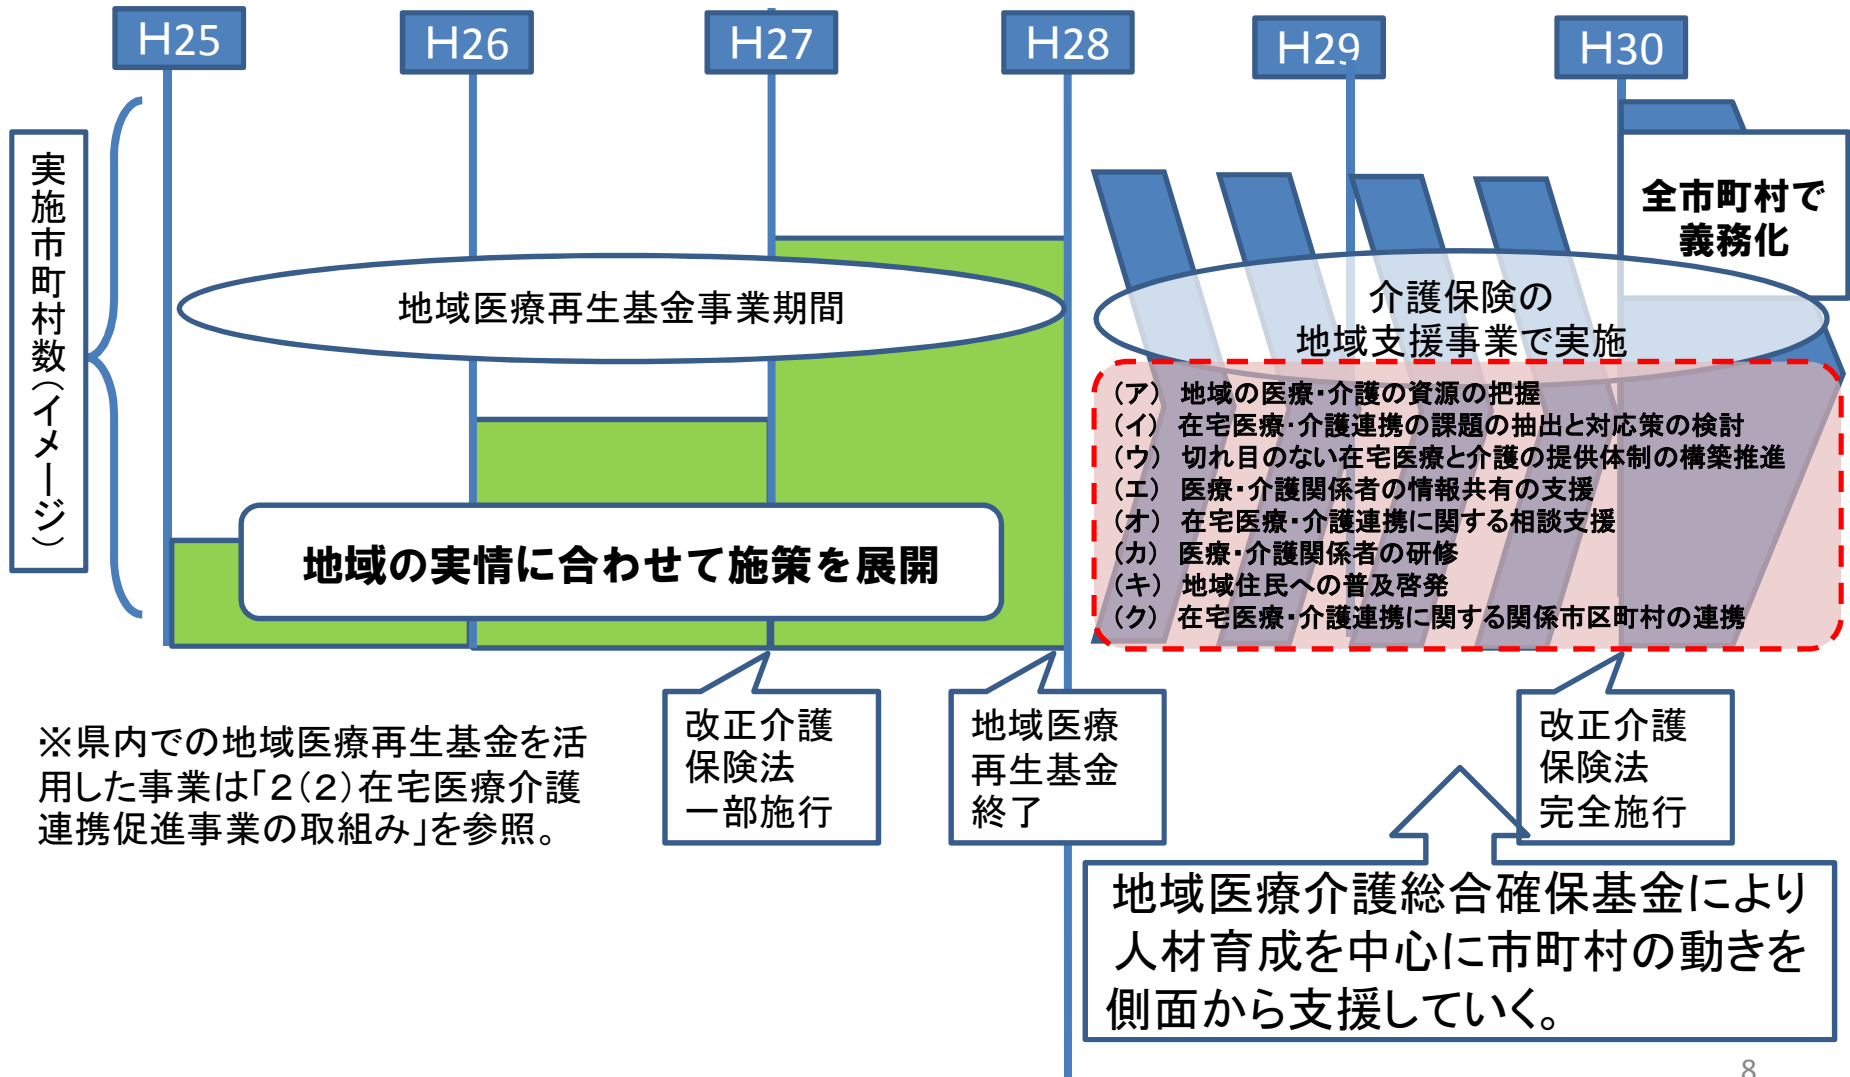 H25
H26
H27
H28
H29
H30
実施市町村数（イメージ）
全市町村で
義務化
地域医療再生基金事業期間
介護保険の
地域支援事業で実施
（ア） 地域の医療・介護の資源の把握
（イ） 在宅医療・介護連携の課題の抽出と対応策の検討
（ウ） 切れ目のない在宅医療と介護の提供体制の構築推進
（エ） 医療・介護関係者の情報共有の支援
（オ） 在宅医療・介護連携に関する相談支援
（カ） 医療・介護関係者の研修
（キ） 地域住民への普及啓発
（ク） 在宅医療・介護連携に関する関係市区町村の連携
地域の実情に合わせて施策を展開
改正介護
保険法
一部施行
地域医療
再生基金
終了
改正介護
保険法
完全施行
※県内での地域医療再生基金を活
用した事業は「２（２）在宅医療介護
連携促進事業の取組み」を参照。
地域医療介護総合確保基金により
人材育成を中心に市町村の動きを
側面から支援していく。
8